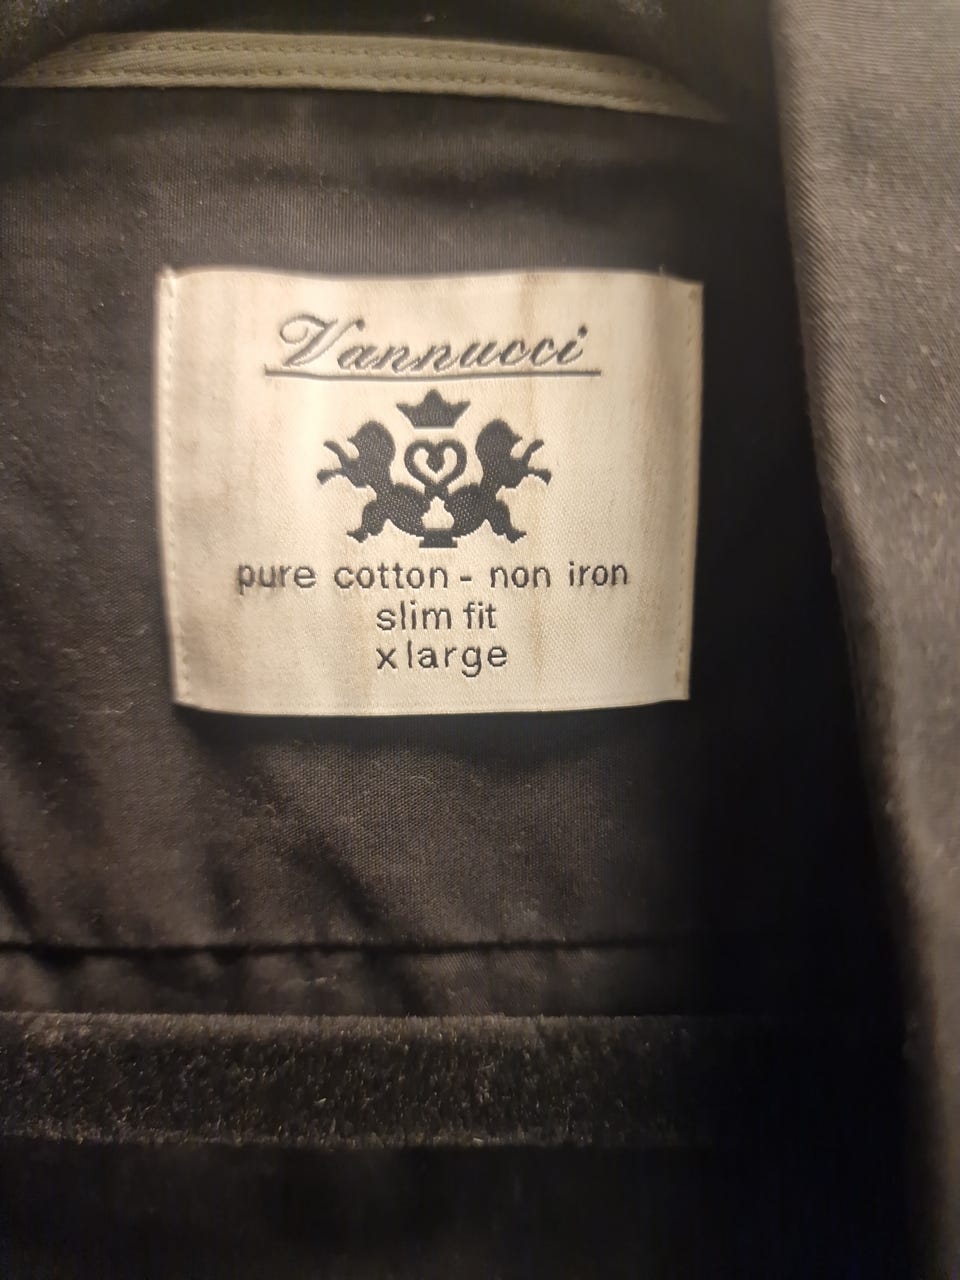 Vannucci
pure cotton - non iron
slim fit
x large